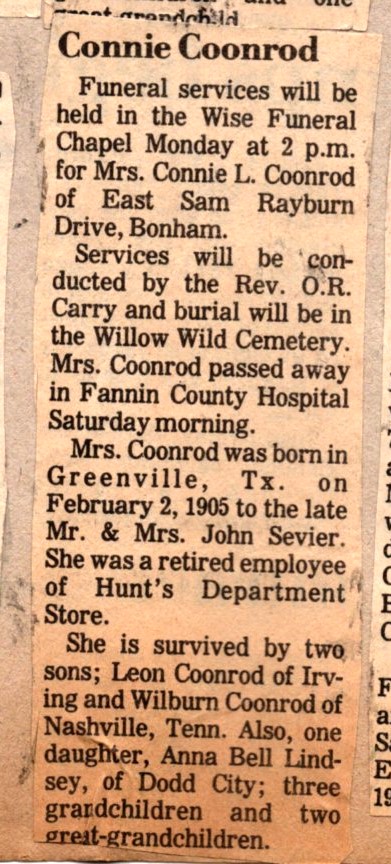 great-grandchild
Connie Coonrod
Funeral services will be
held in the Wise Funeral
Chapel Monday at 2 p.m.
for Mrs. Connie L. Coonrod
of East Sam Rayburn
Drive, Bonham.
Services will be con-
ducted by the Rev. O.R.
Carry and burial will be in
the Willow Wild Cemetery.
Mrs. Coonrod passed away
in Fannin County Hospital
Saturday morning.
Mrs. Coonrod was born in
Greenville, Tx. on
February 2, 1905 to the late
Mr. & Mrs. John Sevier.
She was a retired employee
of Hunt's Department
Store.
She is survived by two
sons; Leon Coonrod of Irv-
ing and Wilburn Coonrod of
Nashville, Tenn. Also, one
daughter, Anna Bell Lind-
sey, of Dodd City; three
grandchildren and two
great-grandchildren.